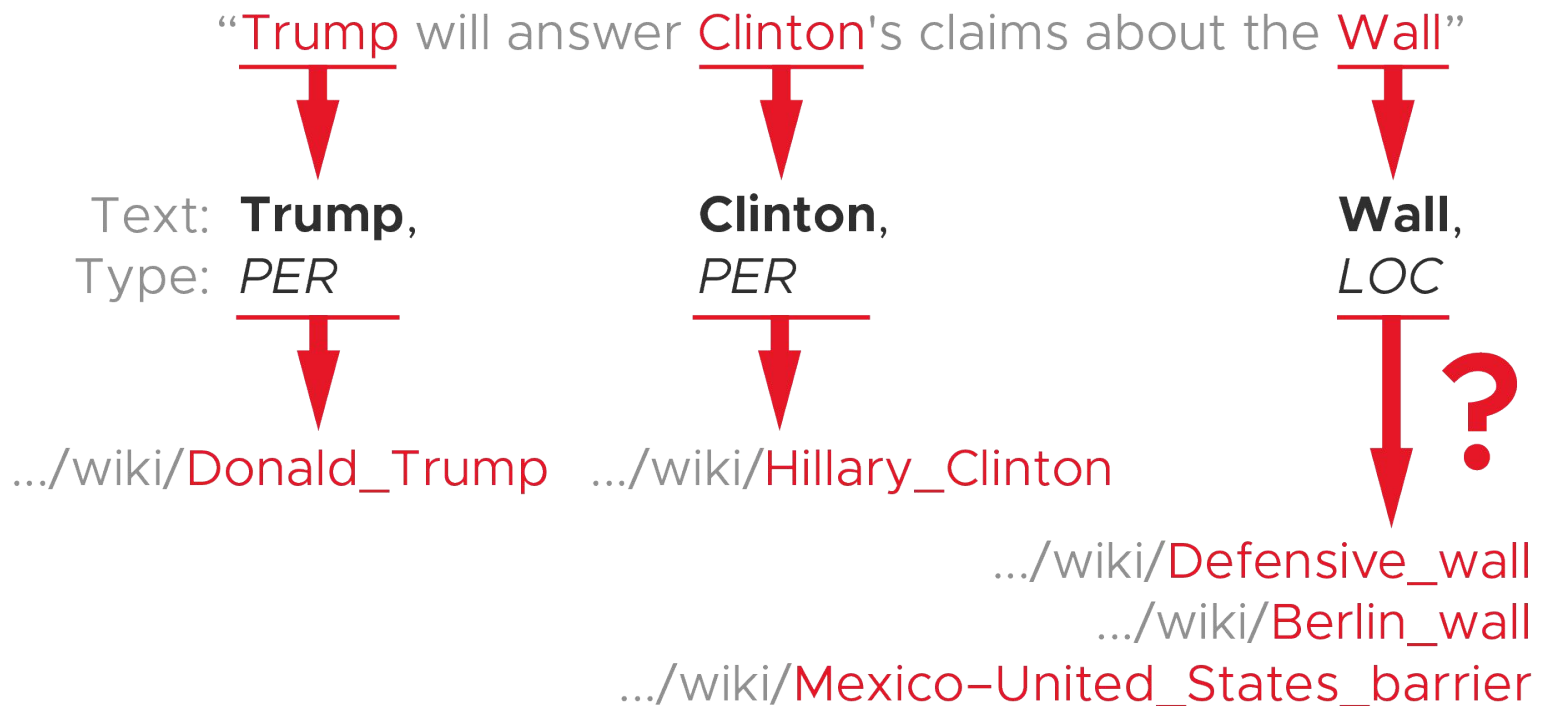 “Trump will answer Clinton's claims about the Wall”
Text: Trump, Clinton, Wall,
Type: PER PER LOC
?
.../wiki/Donald_Trump .../wiki/Hillary_Clinton
.../wiki/Defensive_wall
.../wiki/Berlin_wall
.../wiki/Mexico–United_States_barrier